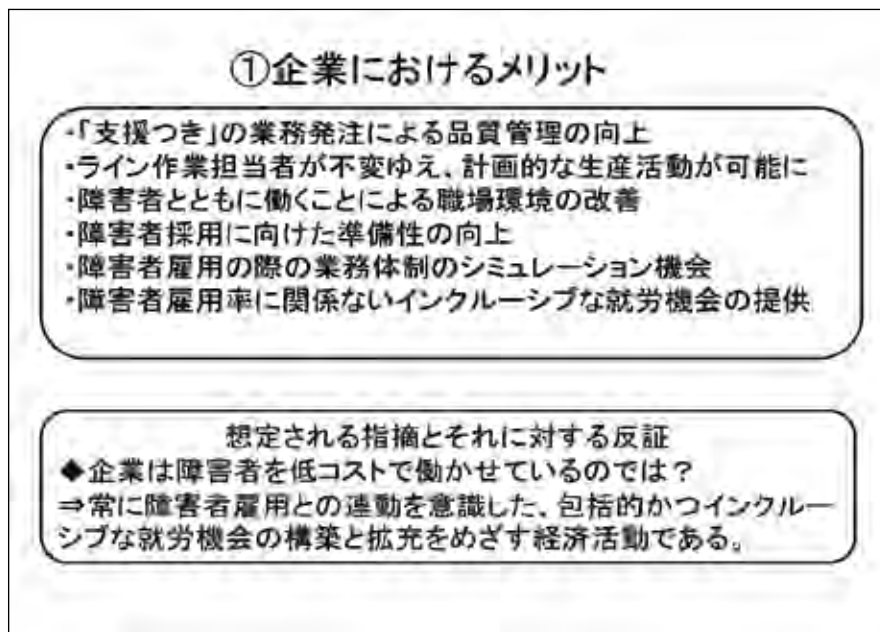 ①企業におけるメリット
・「支援つき」の業務発注による品質管理の向上
・ライン作業担当者が不変ゆえ、計画的な生産活動が可能に
・障害者とともに働くことによる職場環境の改善
・障害者採用に向けた準備性の向上
・障害者雇用の際の業務体制のシミュレーション機会
・障害者雇用率に関係ないインクルーシブな就労機会の提供
想定される指摘とそれに対する反証
◆企業は障害者を低コストで働かせているのでは？
⇒常に障害者雇用との連動を意識した、包括的かつインクルー
シブな就労機会の構築と拡充をめざす経済活動である。